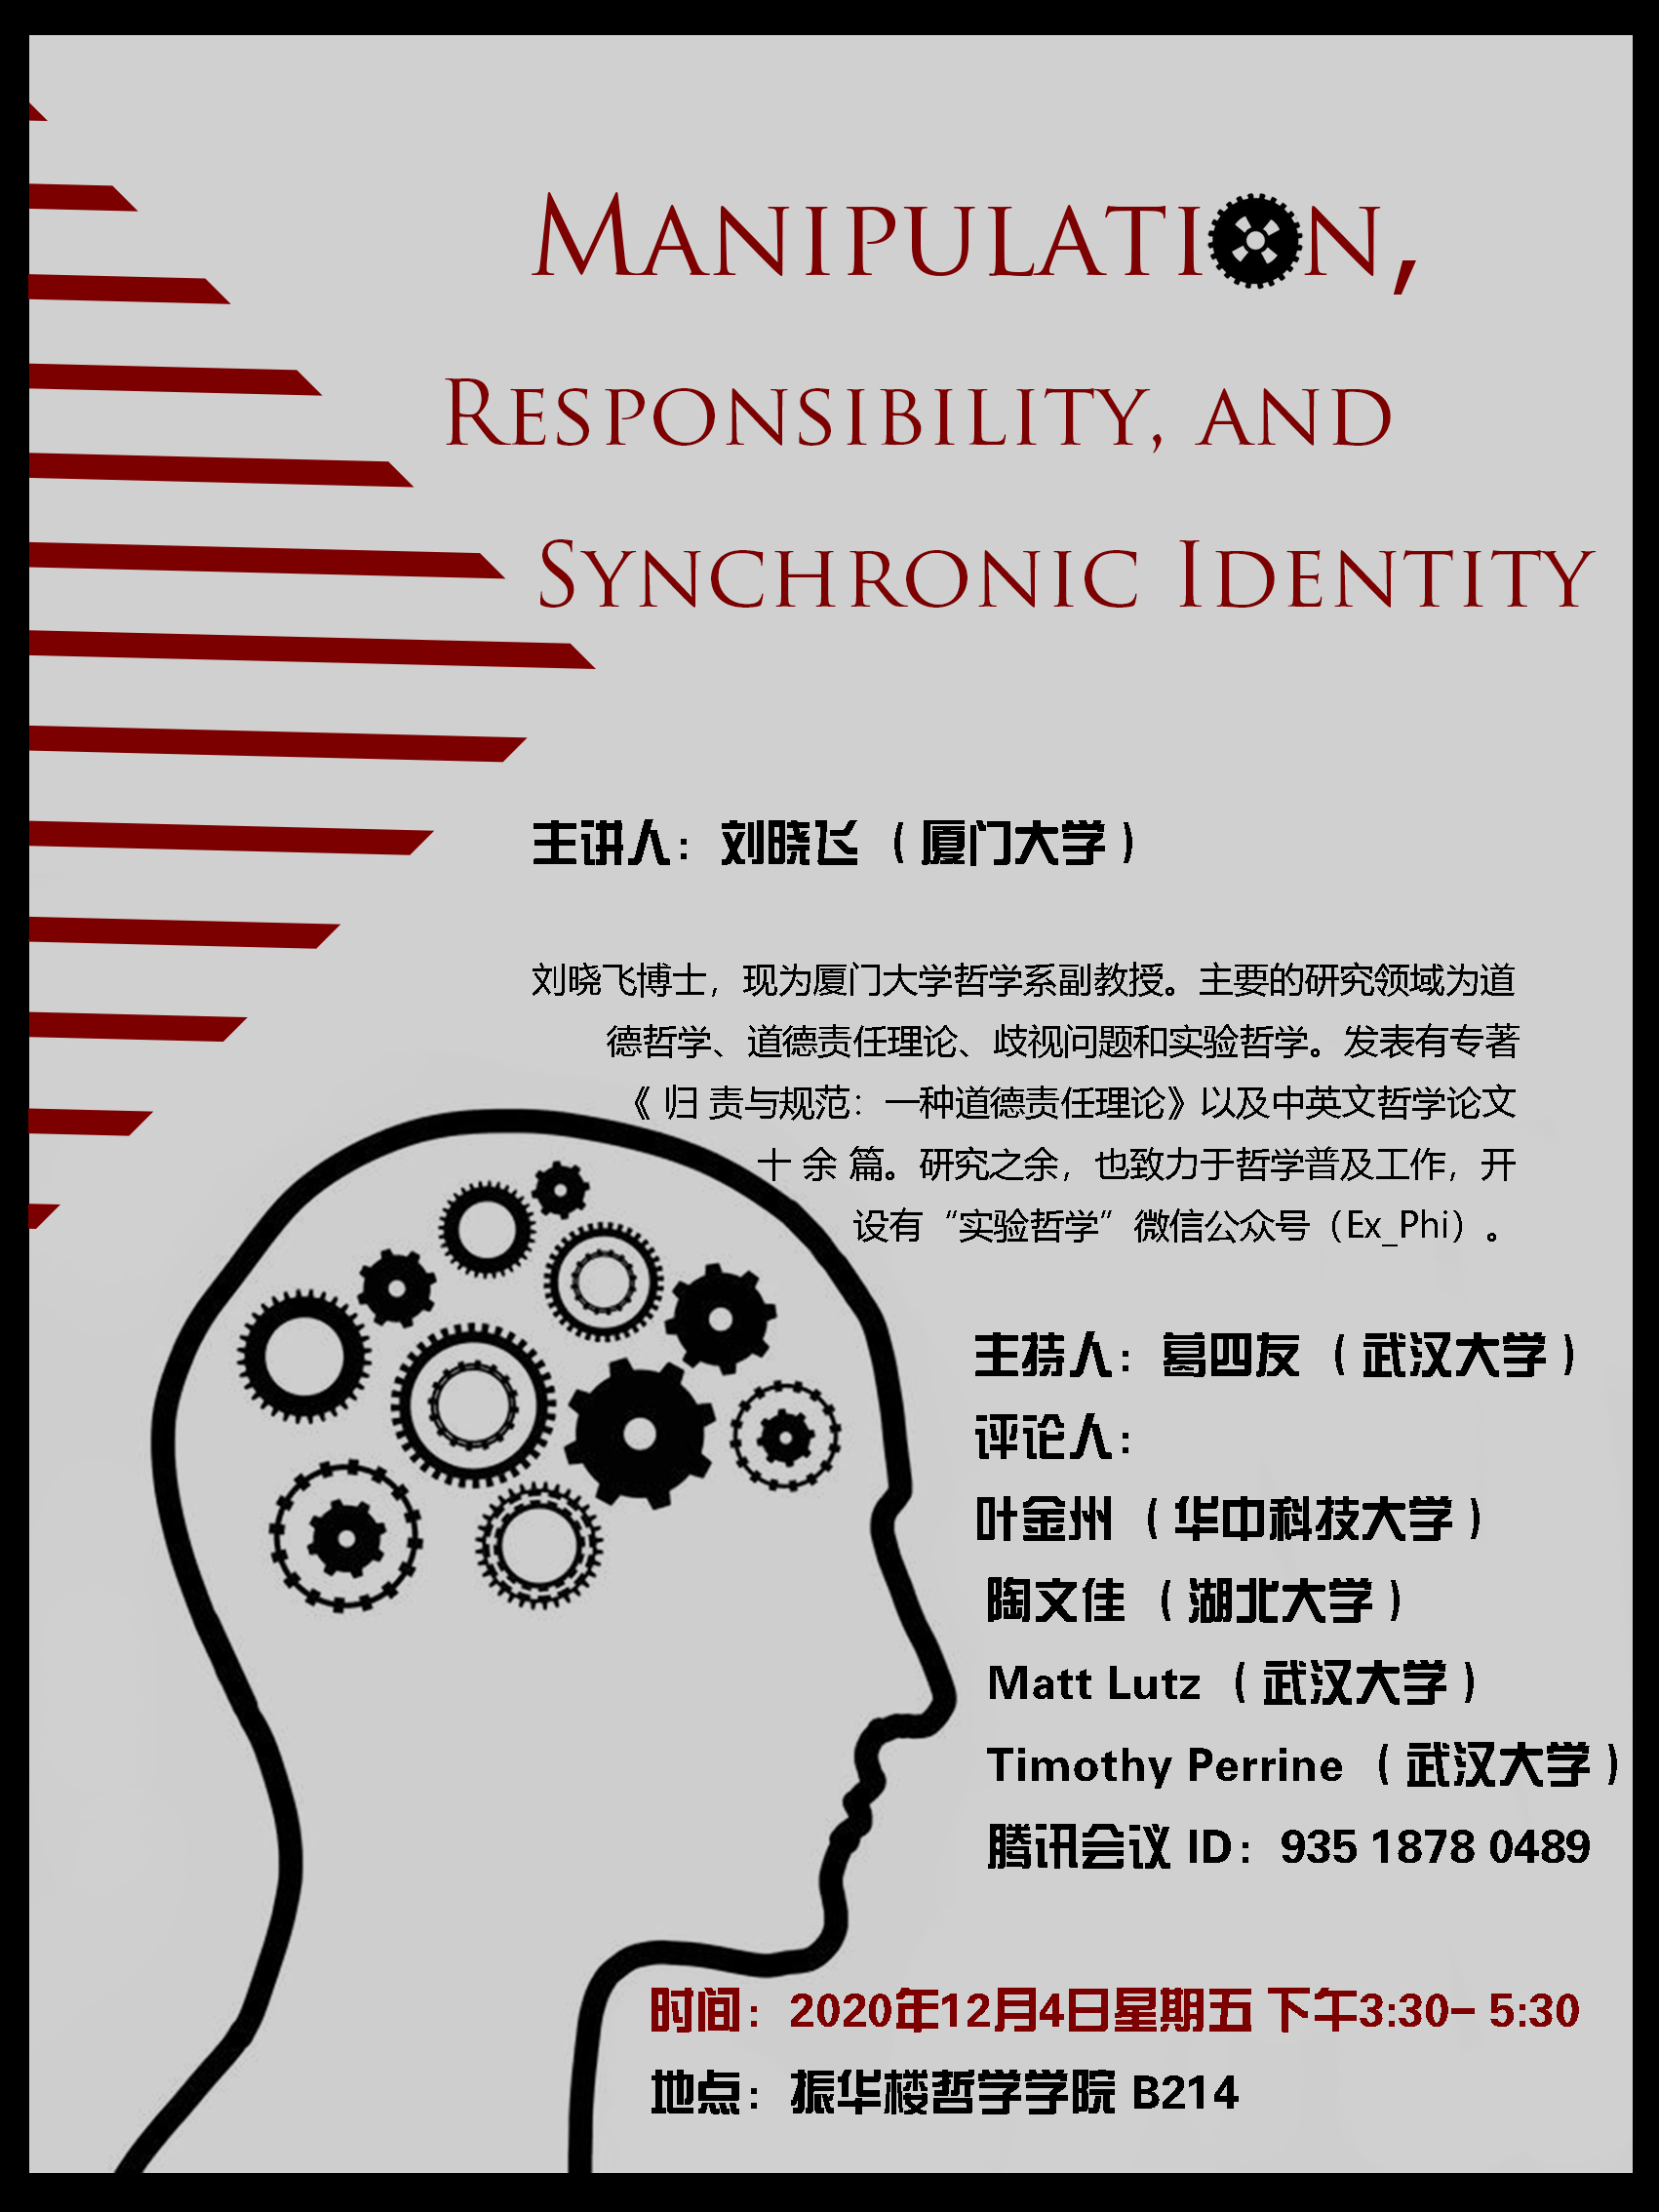 MANIPULATION,
RESPONSIBILITY, AND
SYNCHRONIC IDENTITY
主讲人：刘晓飞（厦门大学）
刘晓飞博士，现为厦门大学哲学系副教授。主要的研究领域为道
德哲学、道德责任理论、歧视问题和实验哲学。发表有专著
《 归 责与规范：一种道德责任理论》以及中英文哲学论文
十 余 篇。研究之余，也致力于哲学普及工作，开
设有“实验哲学”微信公众号（Ex_Phi）。
主持人：葛四友（武汉大学）
评论人：
叶金州（华中科技大学）
陶文佳（湖北大学）
Matt Lutz（武汉大学）
Timothy Perrine（武汉大学）
腾讯会议 ID：935 1878 0489
时间：2020年12月4日星期五 下午3:30- 5:30
地点：振华楼哲学学院 B214